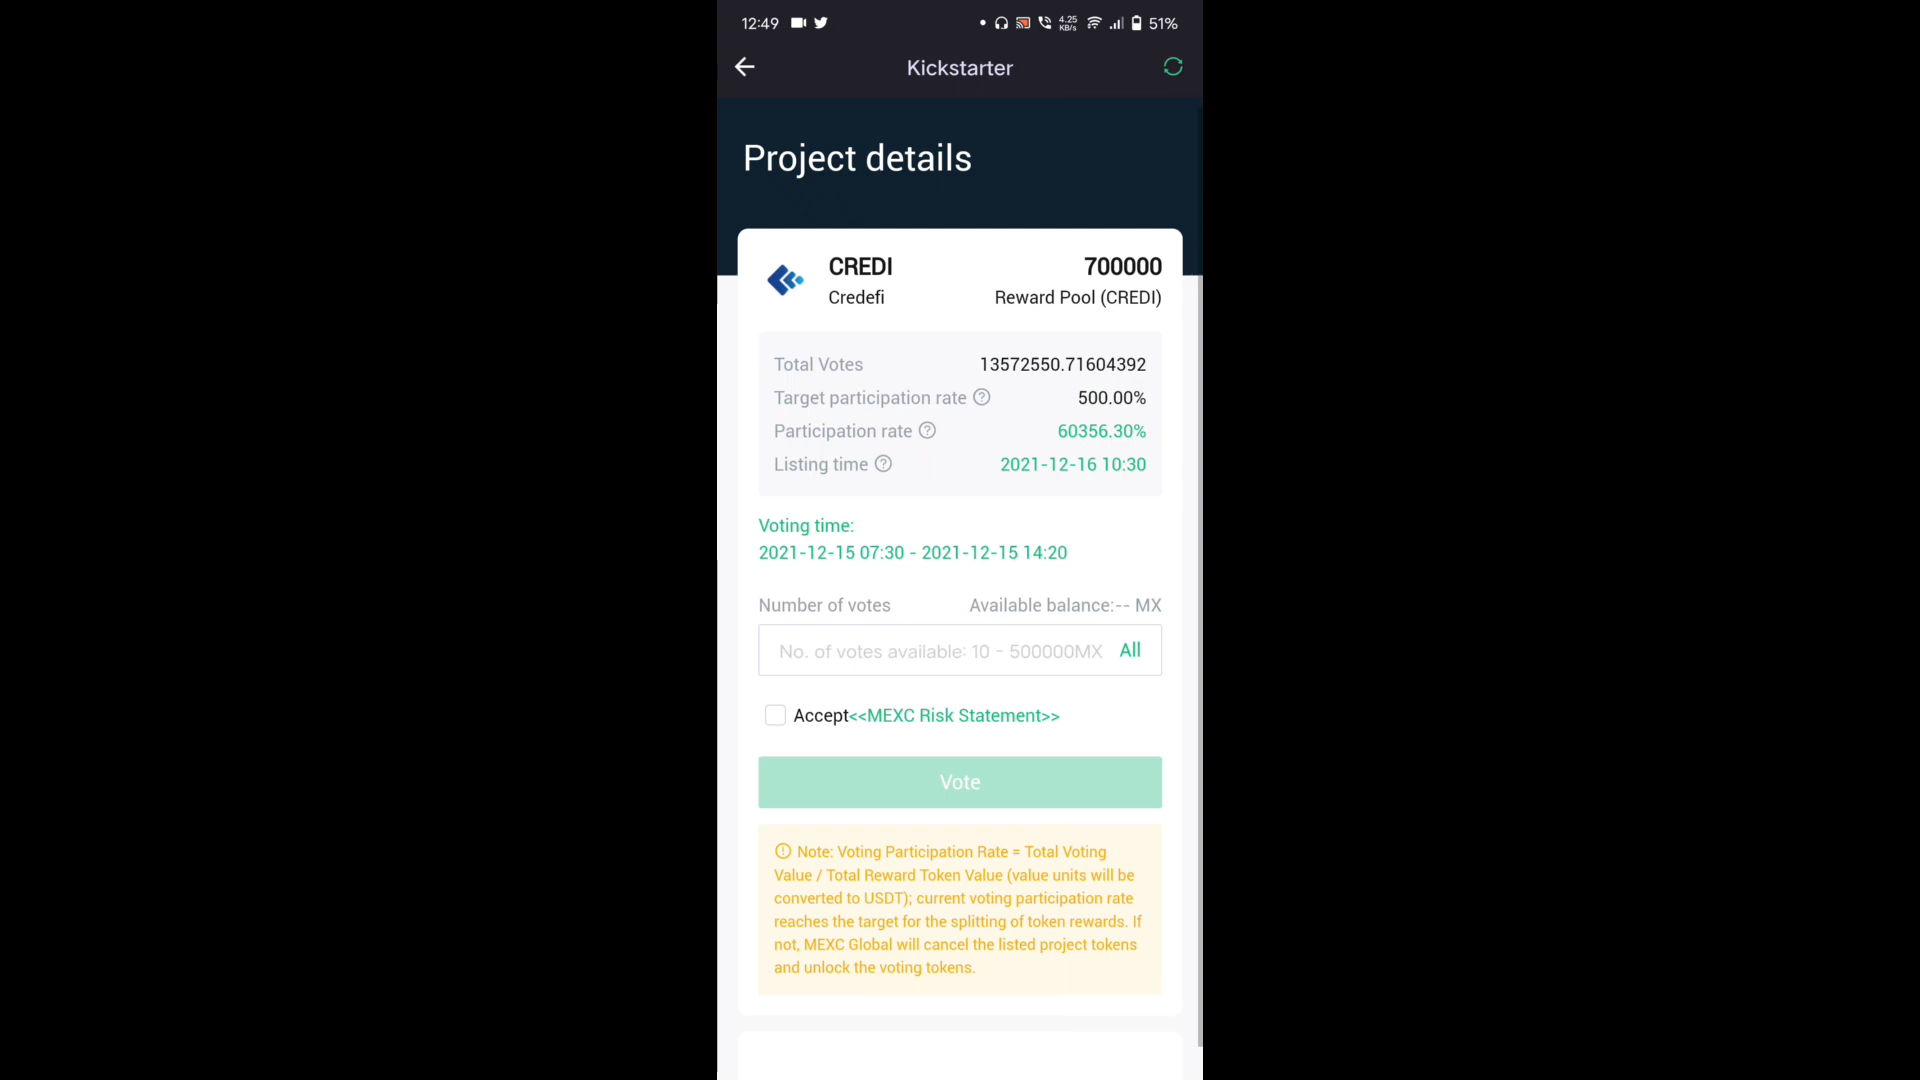 12:49
4.25 KB/s
51%
Kickstarter
Project details
CREDI 700000
Credefi Reward Pool (CREDI)
Total Votes 13572550.71604392
Target participation rate 500.00%
Participation rate 60356.30%
Listing time 2021-12-16 10:30
Voting time:
2021-12-15 07:30 - 2021-12-15 14:20
Number of votes Available balance:-- MX
No. of votes available: 10 - 500000MX All
Accept<<MEXC Risk Statement>>
Vote
Note: Voting Participation Rate = Total Voting
Value / Total Reward Token Value (value units will be
converted to USDT); current voting participation rate
reaches the target for the splitting of token rewards. If
not, MEXC Global will cancel the listed project tokens
and unlock the voting tokens.